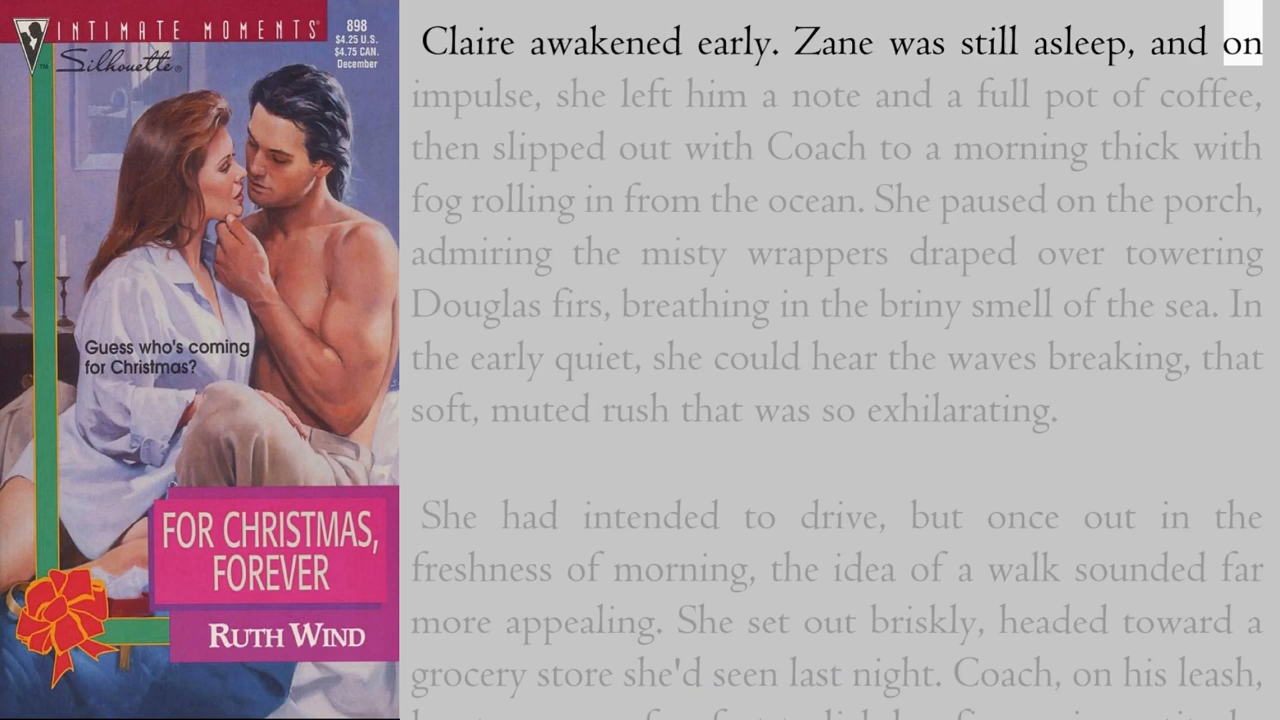 INTIMATE MOMENTS®
Silhouette®
TM
898
$4.25 U.S.
$4.75 CAN.
December
Guess who's coming
for Christmas?
FOR CHRISTMAS,
FOREVER
RUTH WIND
Claire awakened early. Zane was still asleep, and on
impulse, she left him a note and a full pot of coffee,
then slipped out with Coach to a morning thick with
fog rolling in from the ocean. She paused on the porch,
admiring the misty wrappers draped over towering
Douglas firs, breathing in the briny smell of the sea. In
the early quiet, she could hear the waves breaking, that
soft, muted rush that was so exhilarating.
She had intended to drive, but once out in the
freshness of morning, the idea of a walk sounded far
more appealing. She set out briskly, headed toward a
grocery store she'd seen last night. Coach, on his leash,